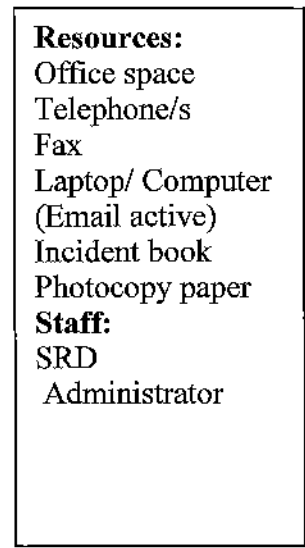 Resources:
Office space
Telephone/s
Fax
Laptop/ Computer
(Email active)
Incident book
Photocopy paper
Staff:
SRD
Administrator